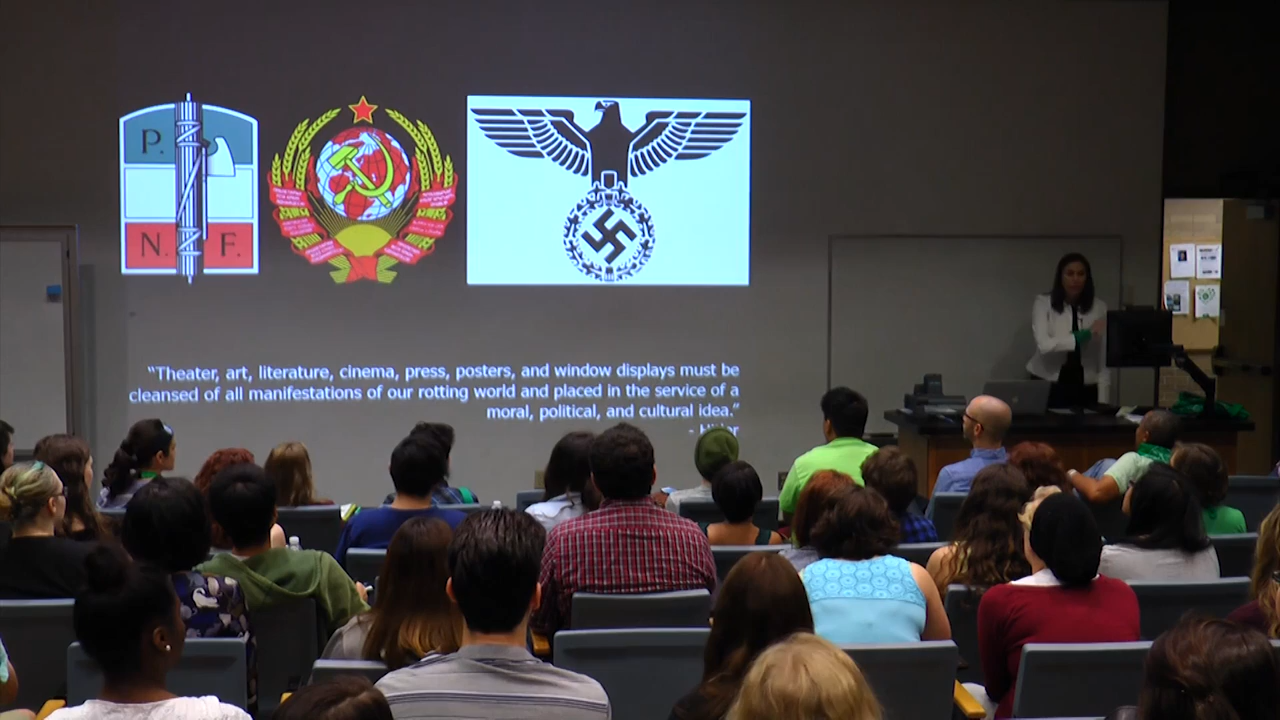 P.
N. F.
“Theater, art, literature, cinema, press, posters, and window displays must be
cleansed of all manifestations of our rotting world and placed in the service of a
moral, political, and cultural idea.”
- Hitler